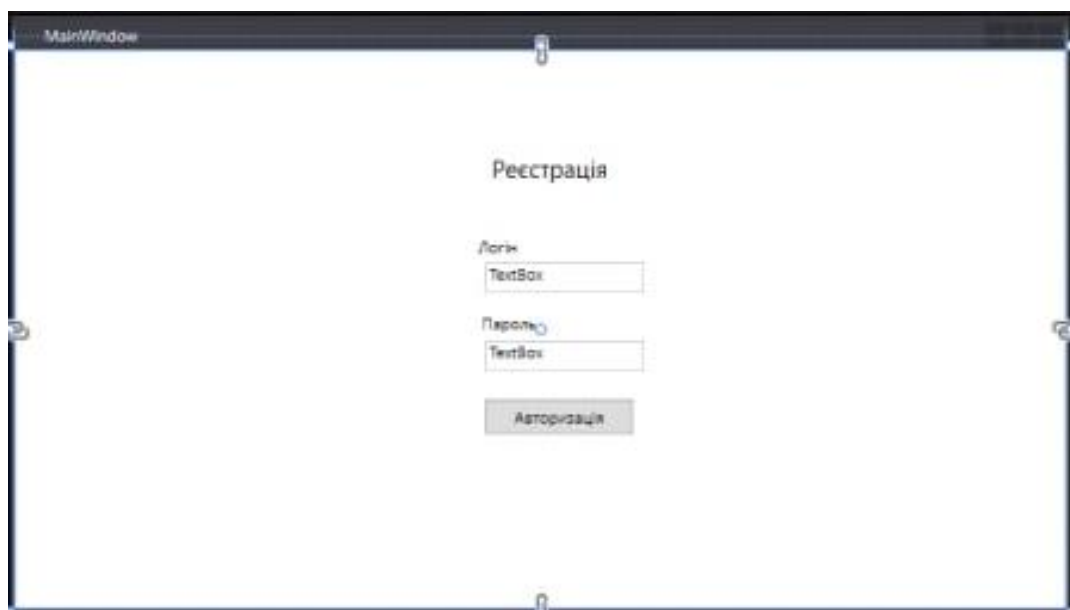 MainWindow
Реєстрація
Логін
TextBox
Пароль
TextBox
Авторизація